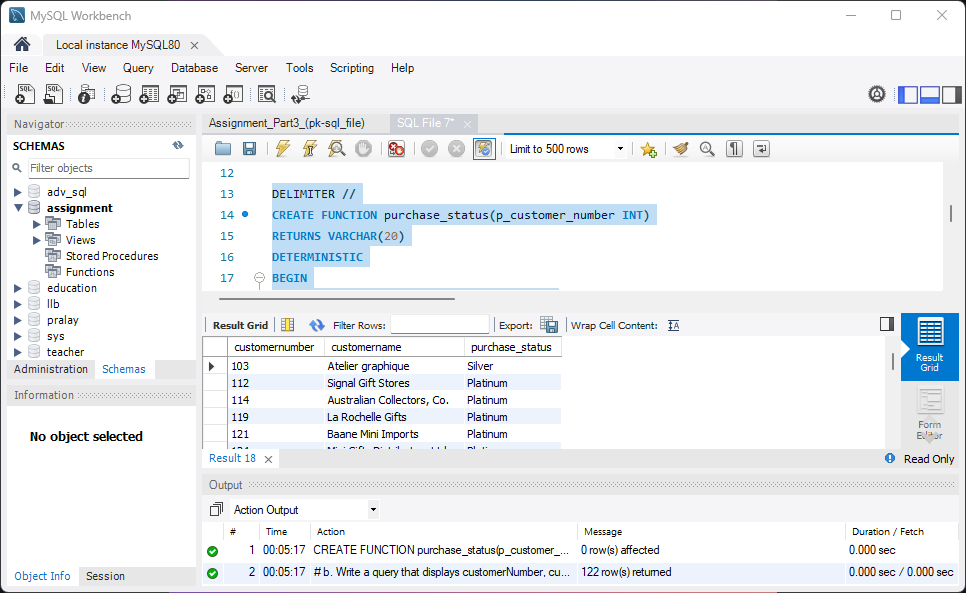 MySQL Workbench
Local instance MySQL80
File Edit View Query Database Server Tools Scripting Help
Navigator
SCHEMAS
Filter objects
adv_sql
assignment
Tables
Views
Stored Procedures
Functions
education
llb
pralay
sys
teacher
Administration Schemas
Information
No object selected
Object Info Session
Assignment_Part3_(pk-sql_file) SQL File 7*
Limit to 500 rows
12
13 DELIMITER //
14 CREATE FUNCTION purchase_status(p_customer_number INT)
15 RETURNS VARCHAR(20)
16 DETERMINISTIC
17 BEGIN
Result Grid Filter Rows: Export: Wrap Cell Content:
customernumber customername purchase_status
103 Atelier graphique Silver
112 Signal Gift Stores Platinum
114 Australian Collectors, Co. Platinum
119 La Rochelle Gifts Platinum
121 Baane Mini Imports Platinum
Result Grid
Form Editor
Result 18
Read Only
Output
Action Output
# Time Action Message Duration / Fetch
1 00:05:17 CREATE FUNCTION purchase_status(p_customer_... 0 row(s) affected 0.000 sec
2 00:05:17 # b. Write a query that displays customerNumber, cu... 122 row(s) returned 0.000 sec / 0.000 sec